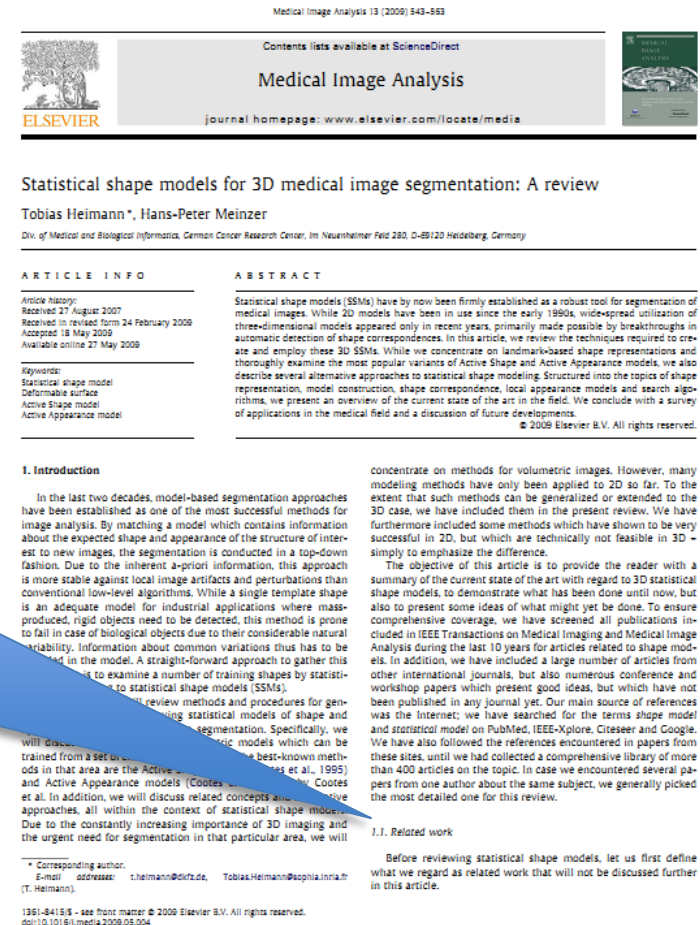 Medical Image Analysis 13 (2009) 543–553
Contents lists available at ScienceDirect
Medical Image Analysis
journal homepage: www.elsevier.com/locate/media
ELSEVIER
MEDICAL
IMAGE
ANALYSIS
Statistical shape models for 3D medical image segmentation: A review
Tobias Heimann *, Hans-Peter Meinzer
Div. of Medical and Biological Informatics, German Cancer Research Center, Im Neuenheimer Feld 280, D-69120 Heidelberg, Germany
ARTICLE INFO
Article history:
Received 27 August 2007
Received in revised form 24 February 2009
Accepted 18 May 2009
Available online 27 May 2009
Keywords:
Statistical shape model
Deformable surface
Active Shape model
Active Appearance model
ABSTRACT
Statistical shape models (SSMs) have by now been firmly established as a robust tool for segmentation of
medical images. While 2D models have been in use since the early 1990s, wide-spread utilization of
three-dimensional models appeared only in recent years, primarily made possible by breakthroughs in
automatic detection of shape correspondences. In this article, we review the techniques required to cre-
ate and employ these 3D SSMs. While we concentrate on landmark-based shape representations and
thoroughly examine the most popular variants of Active Shape and Active Appearance models, we also
describe several alternative approaches to statistical shape modeling. Structured into the topics of shape
representation, model construction, shape correspondence, local appearance models and search algo-
rithms, we present an overview of the current state of the art in the field. We conclude with a survey
of applications in the medical field and a discussion of future developments.
© 2009 Elsevier B.V. All rights reserved.
1. Introduction
In the last two decades, model-based segmentation approaches
have been established as one of the most successful methods for
image analysis. By matching a model which contains information
about the expected shape and appearance of the structure of inter-
est to new images, the segmentation is conducted in a top-down
fashion. Due to the inherent a-priori information, this approach
is more stable against local image artifacts and perturbations than
conventional low-level algorithms. While a single template shape
is an adequate model for industrial applications where mass-
produced, rigid objects need to be detected, this method is prone
to fail in case of biological objects due to their considerable natural
variability. Information about common variations thus has to be
in the model. A straight-forward approach to gather this
is to examine a number of training shapes by statisti-
to statistical shape models (SSMs).
review methods and procedures for gen-
statistical models of shape and
segmentation. Specifically, we
will models which can be
trained from a set of best-known meth-
ods in that area are the Active et al., 1995)
and Active Appearance models (Cootes Cootes
et al. In addition, we will discuss related concepts
approaches, all within the context of statistical shape models.
Due to the constantly increasing importance of 3D imaging and
the urgent need for segmentation in that particular area, we will
* Corresponding author.
E-mail addresses: t.heimann@dkfz.de, Tobias.Heimann@sophia.inria.fr
(T. Heimann).
1361-8415/$ - see front matter © 2009 Elsevier B.V. All rights reserved.
doi:10.1016/j.media.2009.05.004
concentrate on methods for volumetric images. However, many
modeling methods have only been applied to 2D so far. To the
extent that such methods can be generalized or extended to the
3D case, we have included them in the present review. We have
furthermore included some methods which have shown to be very
successful in 2D, but which are technically not feasible in 3D –
simply to emphasize the difference.
The objective of this article is to provide the reader with a
summary of the current state of the art with regard to 3D statistical
shape models, to demonstrate what has been done until now, but
also to present some ideas of what might yet be done. To ensure
comprehensive coverage, we have screened all publications in-
cluded in IEEE Transactions on Medical Imaging and Medical Image
Analysis during the last 10 years for articles related to shape mod-
els. In addition, we have included a large number of articles from
other international journals, but also numerous conference and
workshop papers which present good ideas, but which have not
been published in any journal yet. Our main source of references
was the Internet; we have searched for the terms shape model
and statistical model on PubMed, IEEE-Xplore, Citeseer and Google.
We have also followed the references encountered in papers from
these sites, until we had collected a comprehensive library of more
than 400 articles on the topic. In case we encountered several pa-
pers from one author about the same subject, we generally picked
the most detailed one for this review.
1.1. Related work
Before reviewing statistical shape models, let us first define
what we regard as related work that will not be discussed further
in this article.